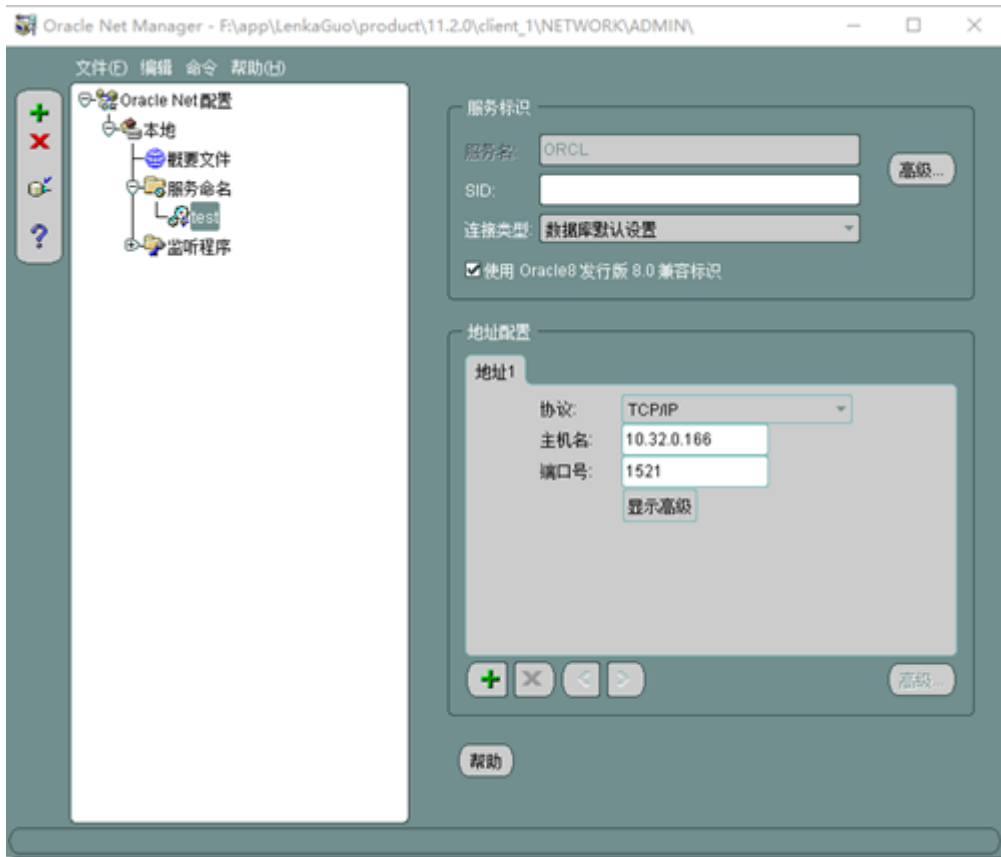 Oracle Net Manager - F:\app\LenkaGuo\product\11.2.0\client_1\NETWORK\ADMIN\
文件(F) 编辑 命令 帮助(H)
Oracle Net 配置
本地
概要文件
服务命名
test
监听程序
服务标识
服务名: ORCL
高级...
SID:
连接类型: 数据库默认设置
使用 Oracle8 发行版 8.0 兼容标识
地址配置
地址1
协议: TCP/IP
主机名: 10.32.0.166
端口号: 1521
显示高级
高级...
帮助